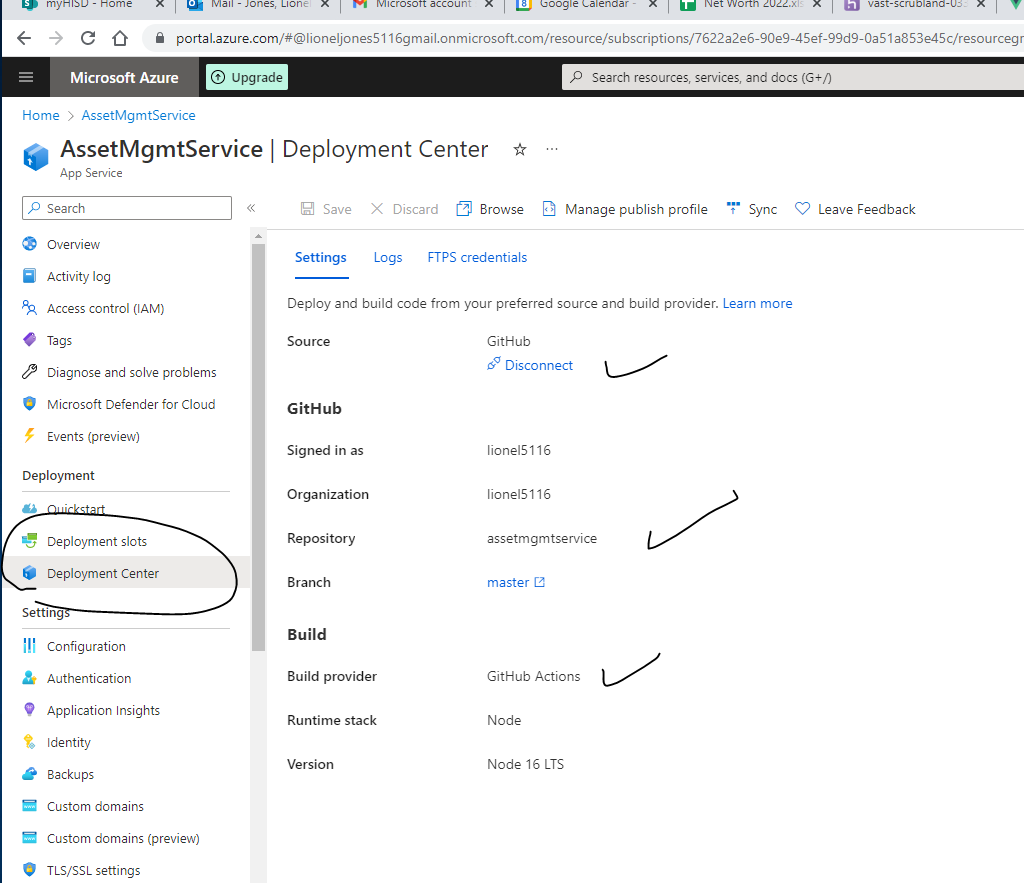 myHISD - Home
Mail - Jones, Lionel
Microsoft account
Google Calendar -
Net Worth 2022.xls
vast-scrubland-033
portal.azure.com/#@lioneljones5116gmail.onmicrosoft.com/resource/subscriptions/7622a2e6-90e9-45ef-99d9-0a51a853e45c/resourcegr
Microsoft Azure
Upgrade
Search resources, services, and docs (G+/)
Home > AssetMgmtService
AssetMgmtService | Deployment Center
App Service
Search
Save
Discard
Browse
Manage publish profile
Sync
Leave Feedback
Overview
Activity log
Access control (IAM)
Tags
Diagnose and solve problems
Microsoft Defender for Cloud
Events (preview)
Deployment
Quickstart
Deployment slots
Deployment Center
Settings
Configuration
Authentication
Application Insights
Identity
Backups
Custom domains
Custom domains (preview)
TLS/SSL settings
Settings
Logs
FTPS credentials
Deploy and build code from your preferred source and build provider. Learn more
Source GitHub
Disconnect
GitHub
Signed in as lionel5116
Organization lionel5116
Repository assetmgmtservice
Branch master
Build
Build provider GitHub Actions
Runtime stack Node
Version Node 16 LTS